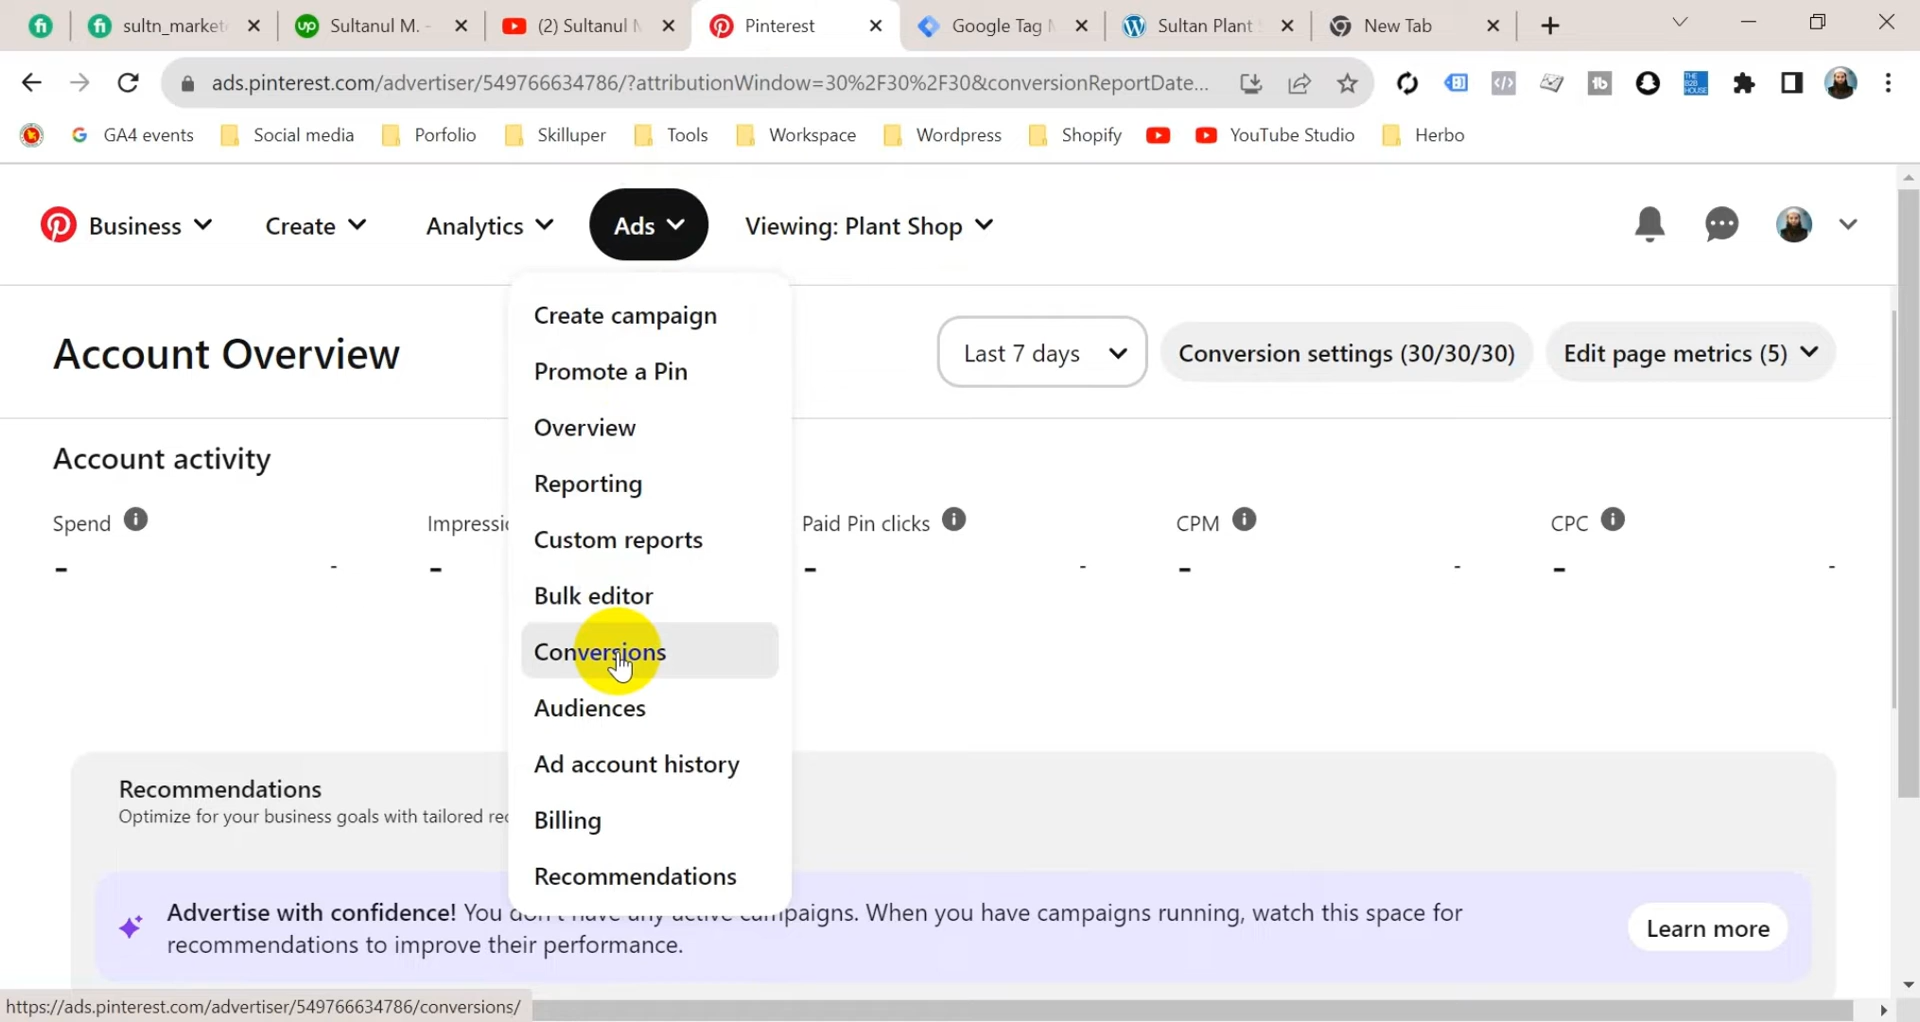 sultn_market
Sultanul M. -
(2) Sultanul M
Pinterest
Google Tag M
Sultan Plant S
New Tab
ads.pinterest.com/advertiser/549766634786/?attributionWindow=30%2F30%2F30&conversionReportDate...
GA4 events
Social media
Porfolio
Skilluper
Tools
Workspace
Wordpress
Shopify
YouTube Studio
Herbo
Business
Create
Analytics
Ads
Viewing: Plant Shop
Create campaign
Promote a Pin
Overview
Reporting
Custom reports
Bulk editor
Conversions
Audiences
Ad account history
Billing
Recommendations
Account Overview
Last 7 days
Conversion settings (30/30/30)
Edit page metrics (5)
Account activity
Spend
Impressio
Paid Pin clicks
CPM
CPC
- - - - - - - - - -
Recommendations
Optimize for your business goals with tailored rec
Advertise with confidence! You don't have any active campaigns. When you have campaigns running, watch this space for
recommendations to improve their performance.
Learn more
https://ads.pinterest.com/advertiser/549766634786/conversions/